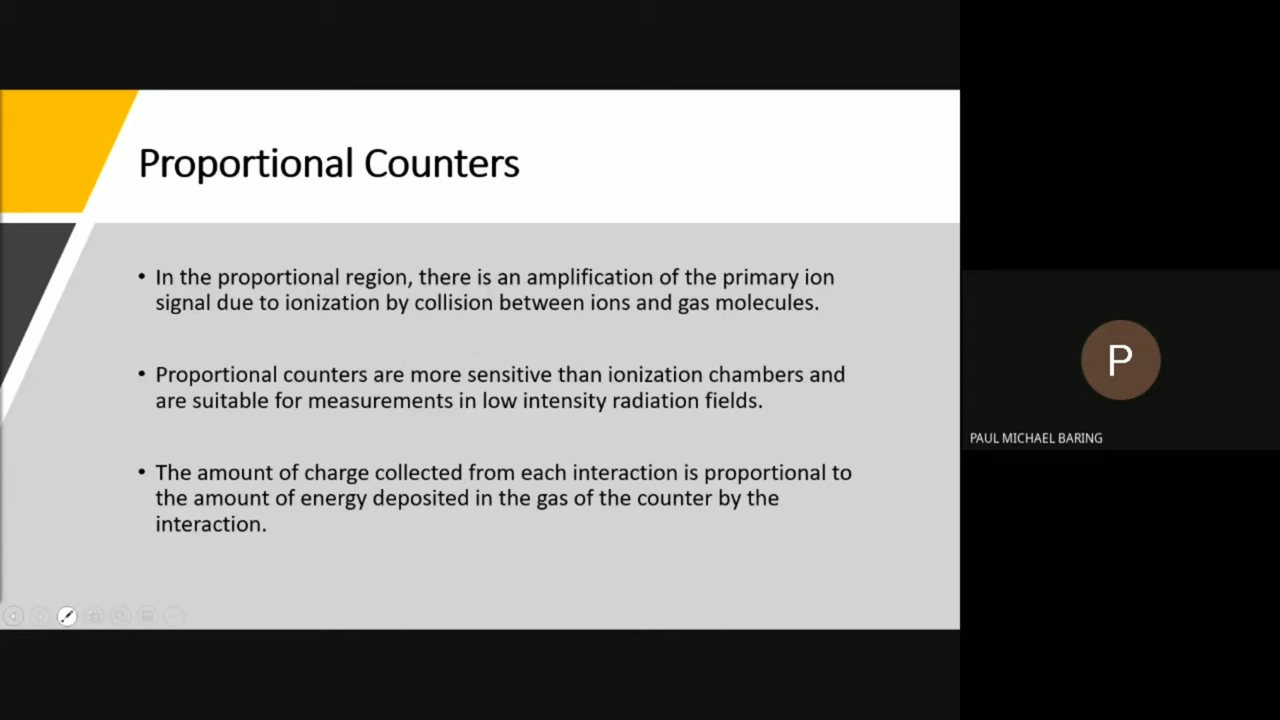 Proportional Counters
• In the proportional region, there is an amplification of the primary ion
signal due to ionization by collision between ions and gas molecules.
• Proportional counters are more sensitive than ionization chambers and
are suitable for measurements in low intensity radiation fields.
• The amount of charge collected from each interaction is proportional to
the amount of energy deposited in the gas of the counter by the
interaction.
P
PAUL MICHAEL BARING